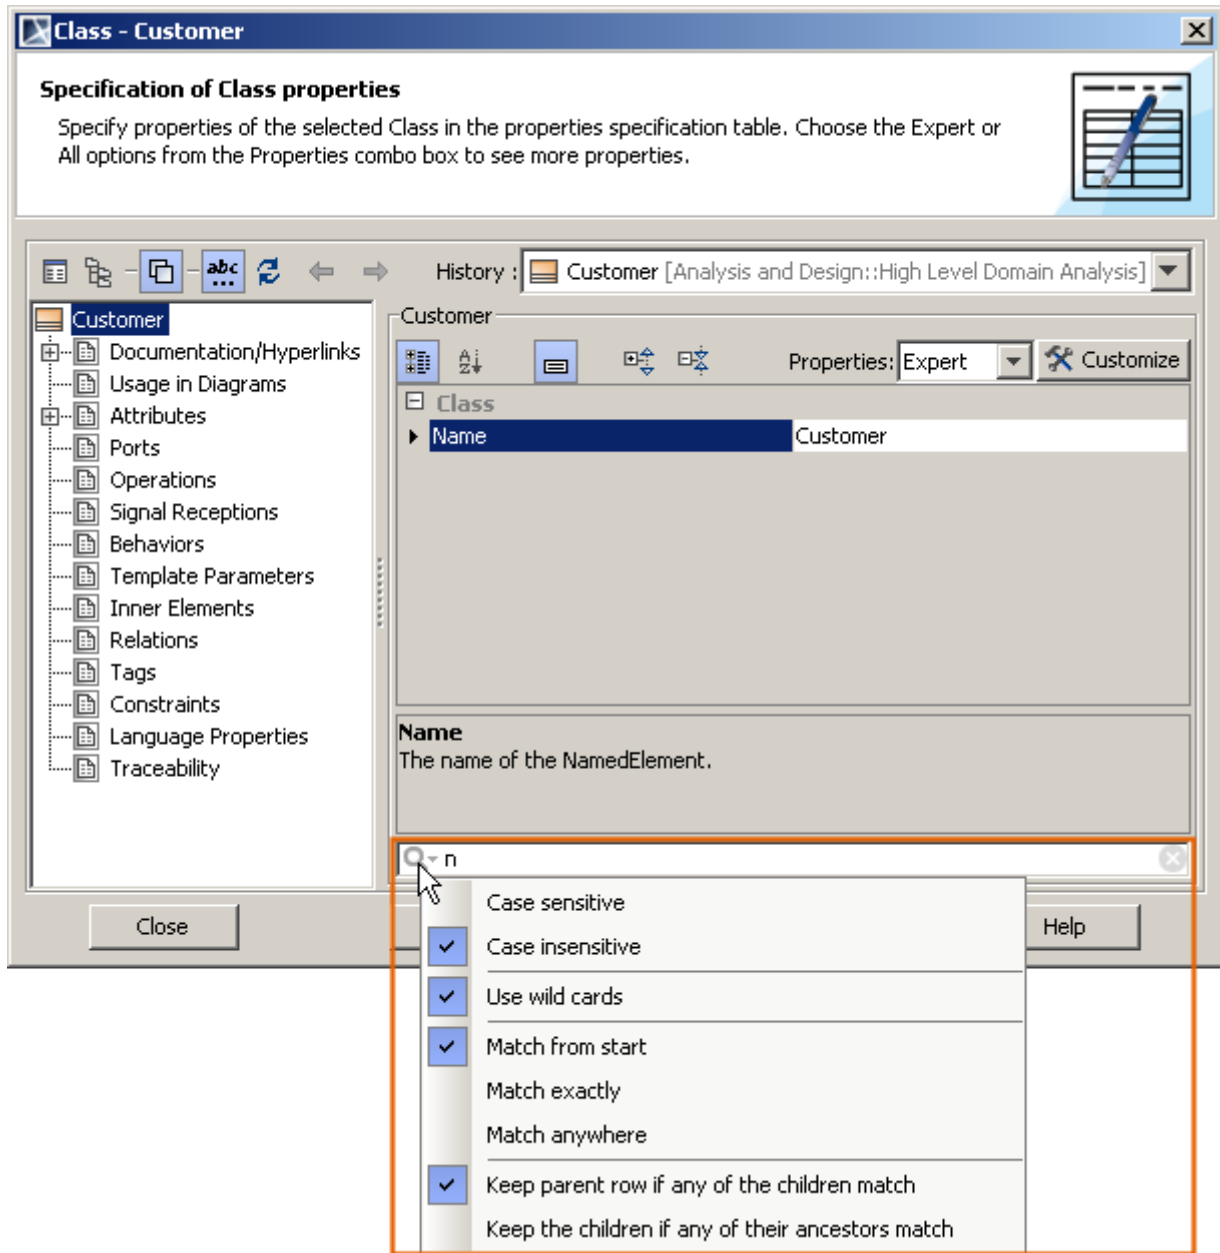 Class - Customer
Specification of Class properties
Specify properties of the selected Class in the properties specification table. Choose the Expert or
All options from the Properties combo box to see more properties.
abc
History : Customer [Analysis and Design::High Level Domain Analysis]
Customer
Documentation/Hyperlinks
Usage in Diagrams
Attributes
Ports
Operations
Signal Receptions
Behaviors
Template Parameters
Inner Elements
Relations
Tags
Constraints
Language Properties
Traceability
Customer
Properties: Expert Customize
Class
Name Customer
Name
The name of the NamedElement.
n
Close
Help
Case sensitive
Case insensitive
Use wild cards
Match from start
Match exactly
Match anywhere
Keep parent row if any of the children match
Keep the children if any of their ancestors match